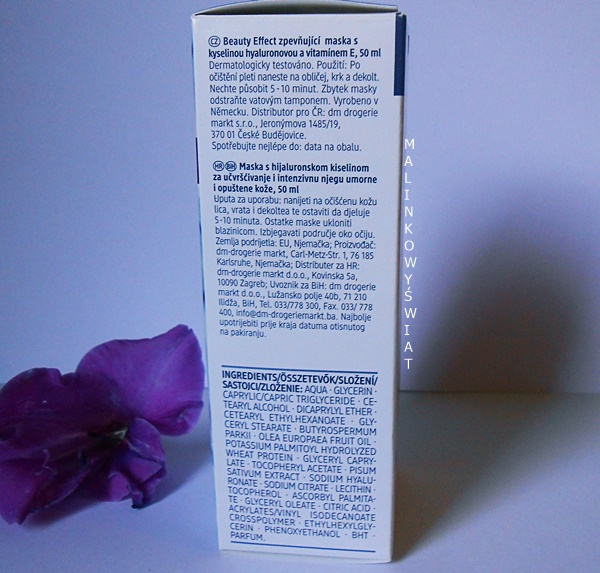 CZ Beauty Effect zpevňující maska s
kyselinou hyaluronovou a vitamínem E, 50 ml
Dermatologicky testováno. Použití: Po
očištění pleti naneste na obličej, krk a dekolt.
Nechte působit 5-10 minut. Zbytek masky
odstraňte vatovým tamponem. Vyrobeno v
Německu. Distributor pro ČR: dm drogerie
markt s.r.o., Jeronýmova 1485/19,
370 01 České Budějovice.
Spotřebujte nejlépe do: data na obalu.
HR BiH Maska s hijaluronskom kiselinom
za učvršćivanje i intenzivnu njegu umorne
i opuštene kože, 50 ml
Uputa za uporabu: nanijeti na očišćenu kožu
lica, vrata i dekoltea te ostaviti da djeluje
5-10 minuta. Ostatke maske ukloniti
blazinicom. Izbjegavati područje oko očiju.
Zemlja podrijetla: EU, Njemačka; Proizvođač:
dm-drogerie markt, Carl-Metz-Str. 1, 76 185
Karlsruhe, Njemačka; Distributer za HR:
dm-drogerie markt d.o.o., Kovinska 5a,
10090 Zagreb; Uvoznik za BiH: dm drogerie
markt d.o.o., Lužansko polje 40b, 71 210
Ilidža, BiH, Tel. 033/778 300, Fax. 033/ 778
400, info@dm-drogeriemarkt.ba. Najbolje
upotrijebiti prije kraja datuma otisnutog
na pakiranju.
INGREDIENTS/ÖSSZETEVŐK/SLOŽENÍ/
SASTOJCI/ZLOŽENIE: AQUA · GLYCERIN ·
CAPRYLIC/CAPRIC TRIGLYCERIDE · CE-
TEARYL ALCOHOL · DICAPRYLYL ETHER ·
CETEARYL ETHYLHEXANOATE · GLY-
CERYL STEARATE · BUTYROSPERMUM
PARKII · OLEA EUROPAEA FRUIT OIL ·
POTASSIUM PALMITOYL HYDROLYZED
WHEAT PROTEIN · GLYCERYL CAPRY-
LATE · TOCOPHERYL ACETATE · PISUM
SATIVUM EXTRACT · SODIUM HYALU-
RONATE · SODIUM CITRATE · LECITHIN ·
TOCOPHEROL · ASCORBYL PALMITA-
TE · GLYCERYL OLEATE · CITRIC ACID ·
ACRYLATES/VINYL ISODECANOATE
CROSSPOLYMER · ETHYLHEXYLGLY-
CERIN · PHENOXYETHANOL · BHT ·
PARFUM.
MALINKOWYŚWIAT